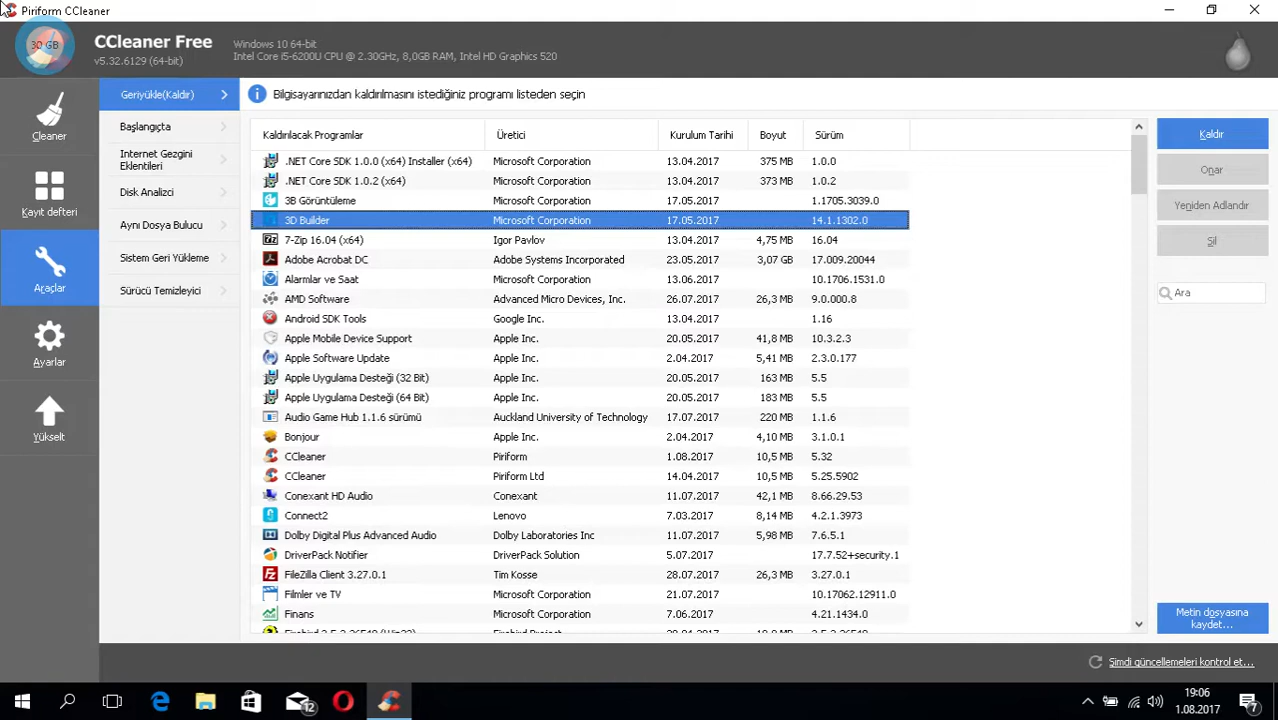 Piriform CCleaner
30 GB
CCleaner Free
v5.32.6129 (64-bit)
Windows 10 64-bit
Intel Core i5-6200U CPU @ 2.30GHz, 8,0GB RAM, Intel HD Graphics 520
Cleaner
Kayıt defteri
Araçlar
Ayarlar
Yükselt
Geriyükle(Kaldır)
Başlangıçta
Internet Gezgini
Eklentileri
Disk Analizci
Aynı Dosya Bulucu
Sistem Geri Yükleme
Sürücü Temizleyici
Bilgisayarınızdan kaldırılmasını istediğiniz programı listeden seçin
Kaldırılacak Programlar Üretici Kurulum Tarihi Boyut Sürüm
.NET Core SDK 1.0.0 (x64) Installer (x64) Microsoft Corporation 13.04.2017 375 MB 1.0.0
.NET Core SDK 1.0.2 (x64) Microsoft Corporation 13.04.2017 373 MB 1.0.2
3B Görüntüleme Microsoft Corporation 17.05.2017 1.1705.3039.0
3D Builder Microsoft Corporation 17.05.2017 14.1.1302.0
7-Zip 16.04 (x64) Igor Pavlov 13.04.2017 4,75 MB 16.04
Adobe Acrobat DC Adobe Systems Incorporated 23.05.2017 3,07 GB 17.009.20044
Alarmlar ve Saat Microsoft Corporation 13.06.2017 10.1706.1531.0
AMD Software Advanced Micro Devices, Inc. 26.07.2017 26,3 MB 9.0.000.8
Android SDK Tools Google Inc. 13.04.2017 1.16
Apple Mobile Device Support Apple Inc. 20.05.2017 41,8 MB 10.3.2.3
Apple Software Update Apple Inc. 2.04.2017 5,41 MB 2.3.0.177
Apple Uygulama Desteği (32 Bit) Apple Inc. 20.05.2017 163 MB 5.5
Apple Uygulama Desteği (64 Bit) Apple Inc. 20.05.2017 183 MB 5.5
Audio Game Hub 1.1.6 sürümü Auckland University of Technology 17.07.2017 220 MB 1.1.6
Bonjour Apple Inc. 2.04.2017 4,10 MB 3.1.0.1
CCleaner Piriform 1.08.2017 10,5 MB 5.32
CCleaner Piriform Ltd 14.04.2017 10,5 MB 5.25.5902
Conexant HD Audio Conexant 11.07.2017 42,1 MB 8.66.29.53
Connect2 Lenovo 7.03.2017 8,14 MB 4.2.1.3973
Dolby Digital Plus Advanced Audio Dolby Laboratories Inc 11.07.2017 5,98 MB 7.6.5.1
DriverPack Notifier DriverPack Solution 5.07.2017 17.7.52+security.1
FileZilla Client 3.27.0.1 Tim Kosse 28.07.2017 26,3 MB 3.27.0.1
Filmler ve TV Microsoft Corporation 21.07.2017 10.17062.12911.0
Finans Microsoft Corporation 7.06.2017 4.21.1434.0
Kaldır
Onar
Yeniden Adlandır
Sil
Ara
Metin dosyasına
kaydet...
Şimdi güncellemeleri kontrol et...
12
19:06
1.08.2017
7